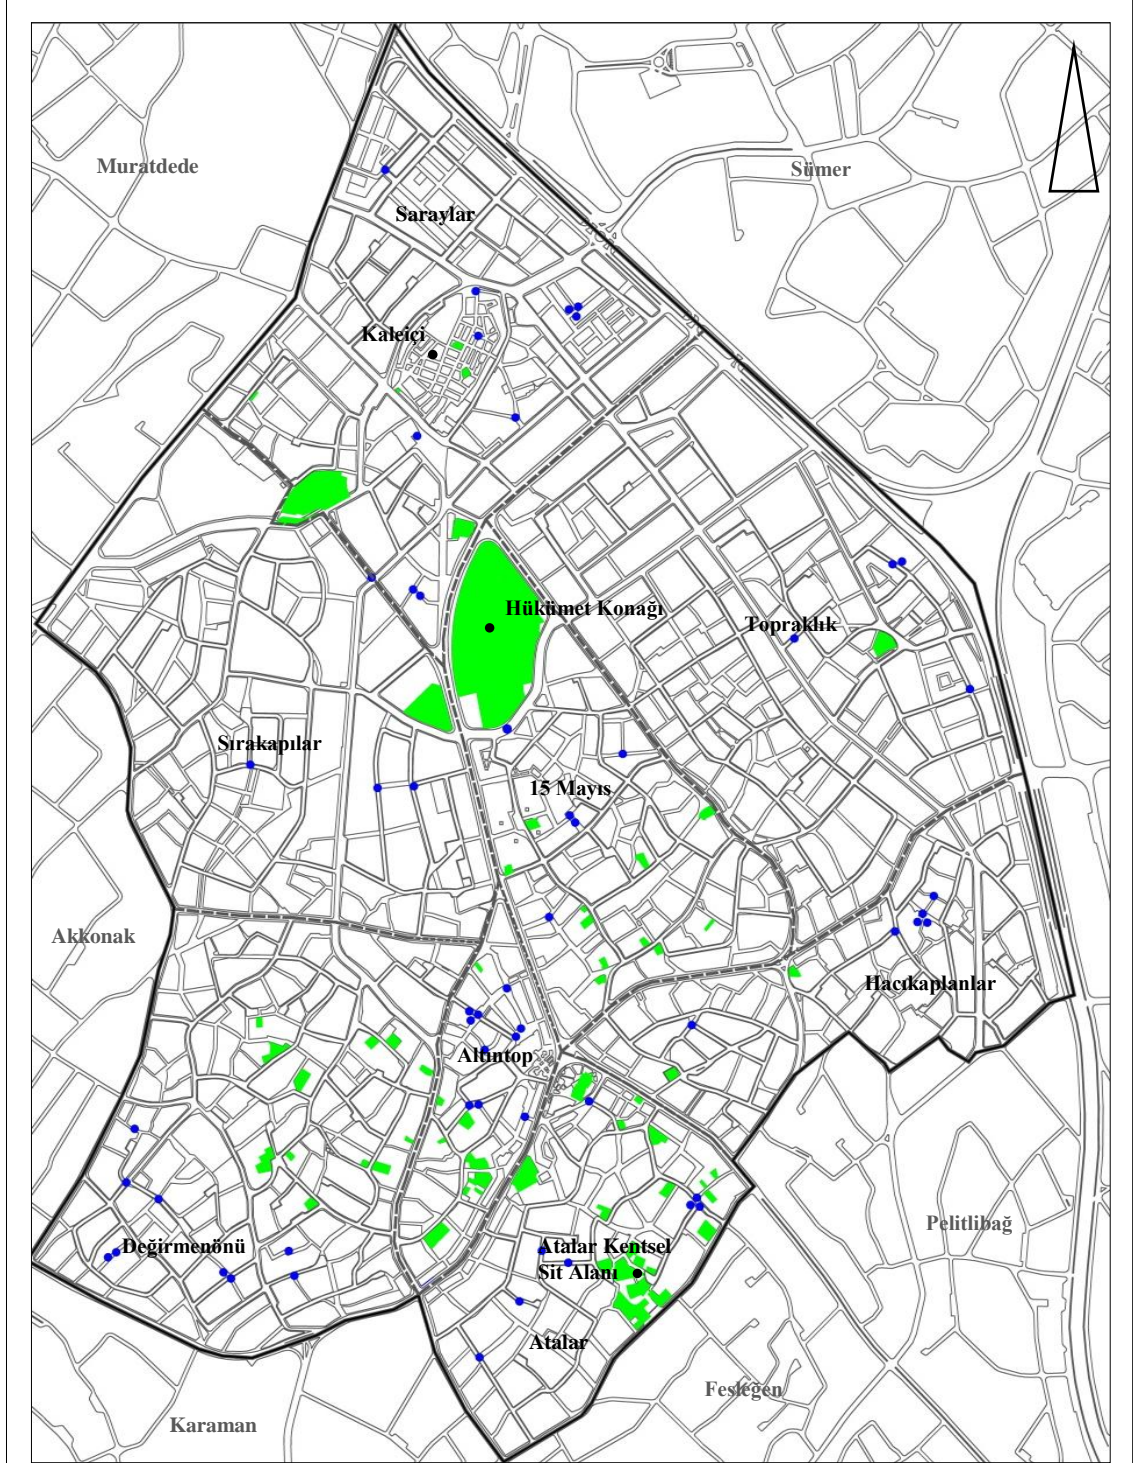 Muratdede
Sümer
Saraylar
Kaleiçi
Hükümet Konağı
Topraklık
Sırakapılar
15 Mayıs
Akkonak
Hacıkaplanlar
Altıntop
Pelitlibağ
Değirmenönü
Atalar Kentsel
Sit Alanı
Atalar
Fesleğen
Karaman